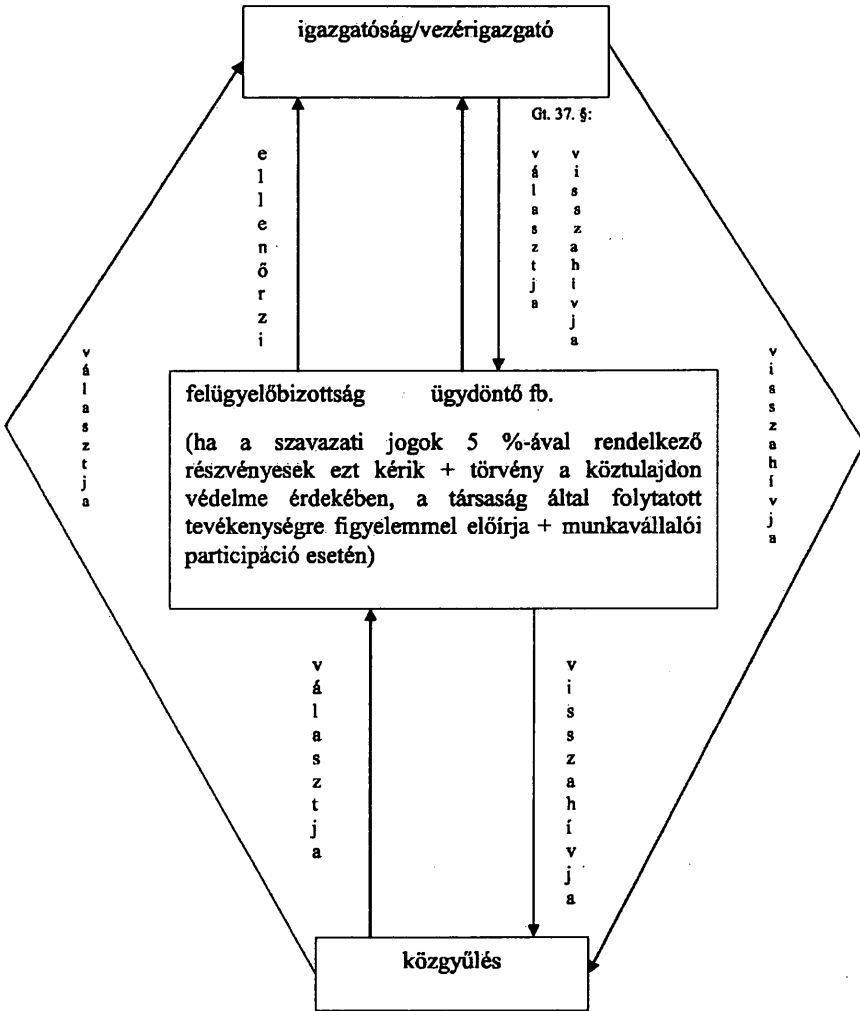 igazgatóság/vezérigazgató
Gt. 37. §:
ellenőrzi
választja
visszahívja
választja
visszahívja
felügyelőbizottság ügydöntő fb.
(ha a szavazati jogok 5 %-ával rendelkező
részvényesek ezt kérik + törvény a köztulajdon
védelme érdekében, a társaság által folytatott
tevékenységre figyelemmel előírja + munkavállalói
participáció esetén)
választja
visszahívja
közgyűlés